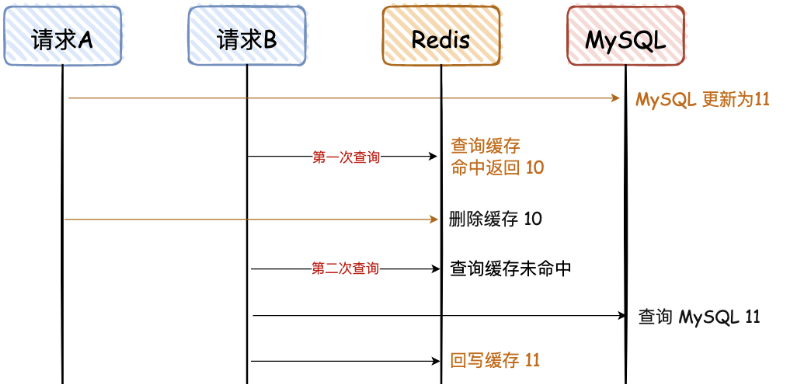 请求A
请求B
Redis
MySQL
MySQL 更新为11
第一次查询
查询缓存
命中返回 10
删除缓存 10
第二次查询
查询缓存未命中
查询 MySQL 11
回写缓存 11